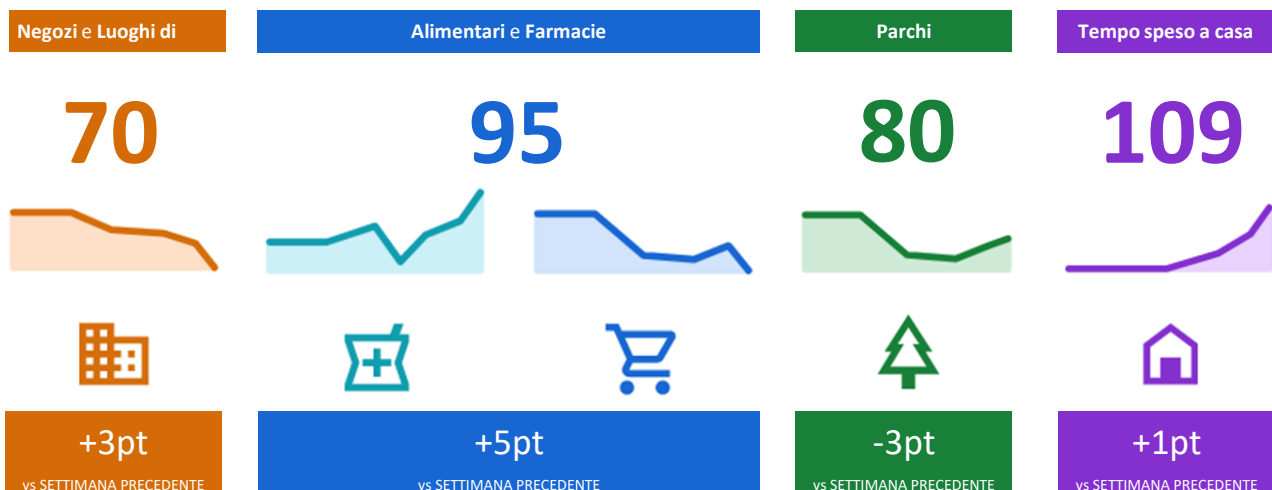 Negozi e Luoghi di
Alimentari e Farmacie
Parchi
Tempo speso a casa
70
95
80
109
+3pt
+5pt
-3pt
+1pt
vs SETTIMANA PRECEDENTE
vs SETTIMANA PRECEDENTE
vs SETTIMANA PRECEDENTE
vs SETTIMANA PRECEDENTE